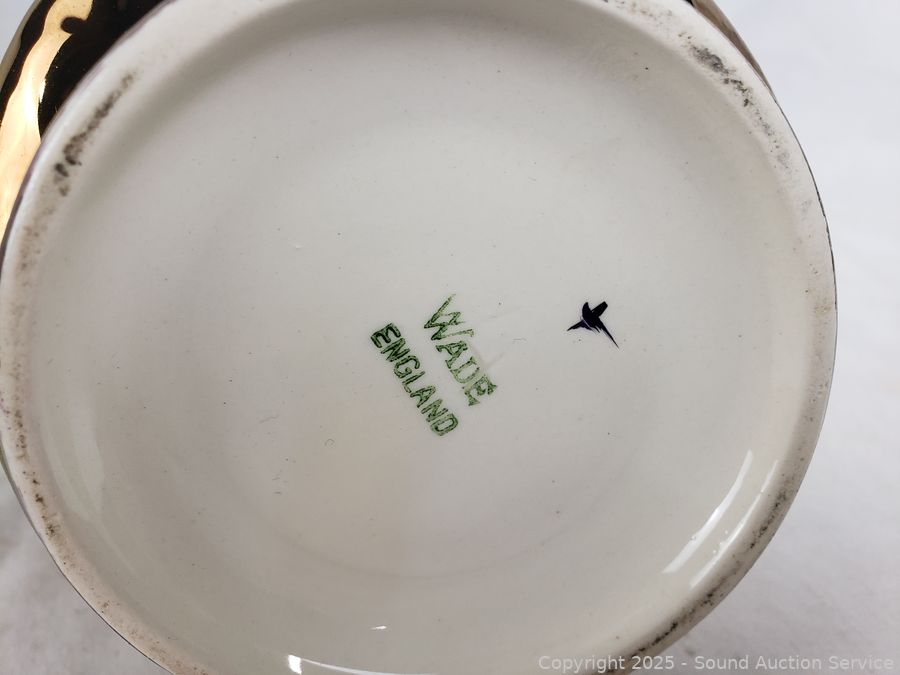 WADE
ENGLAND
Copyright 2025 - Sound Auction Service